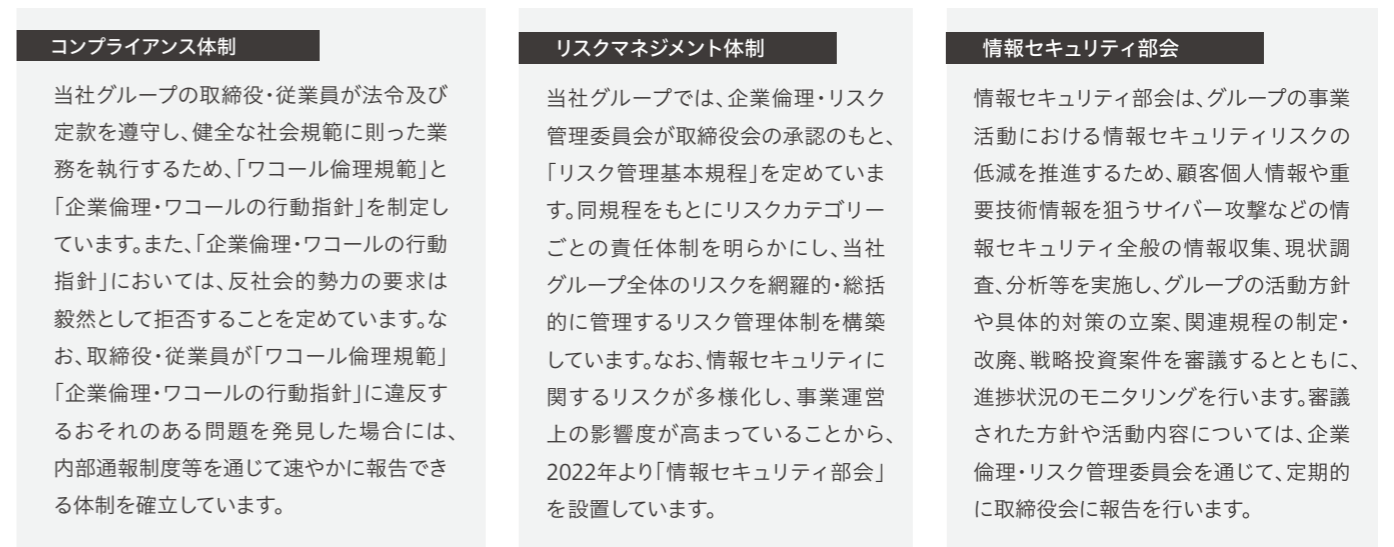 コンプライアンス体制
当社グループの取締役・従業員が法令及び
定款を遵守し、健全な社会規範に則った業
務を執行するため、「ワコール倫理規範」と
「企業倫理・ワコールの行動指針」を制定し
ています。また、「企業倫理・ワコールの行動
指針」においては、反社会的勢力の要求は
毅然として拒否することを定めています。な
お、取締役・従業員が「ワコール倫理規範」
「企業倫理・ワコールの行動指針」に違反す
るおそれのある問題を発見した場合には、
内部通報制度等を通じて速やかに報告でき
る体制を確立しています。
リスクマネジメント体制
当社グループでは、企業倫理・リスク
管理委員会が取締役会の承認のもと、
「リスク管理基本規程」を定めていま
す。同規程をもとにリスクカテゴリー
ごとの責任体制を明らかにし、当社
グループ全体のリスクを網羅的・総括
的に管理するリスク管理体制を構築
しています。なお、情報セキュリティに
関するリスクが多様化し、事業運営
上の影響度が高まっていることから、
2022年より「情報セキュリティ部会」
を設置しています。
情報セキュリティ部会
情報セキュリティ部会は、グループの事業
活動における情報セキュリティリスクの
低減を推進するため、顧客個人情報や重
要技術情報を狙うサイバー攻撃などの情
報セキュリティ全般の情報収集、現状調
査、分析等を実施し、グループの活動方針
や具体的対策の立案、関連規程の制定・
改廃、戦略投資案件を審議するとともに、
進捗状況のモニタリングを行います。審議
された方針や活動内容については、企業
倫理・リスク管理委員会を通じて、定期的
に取締役会に報告を行います。